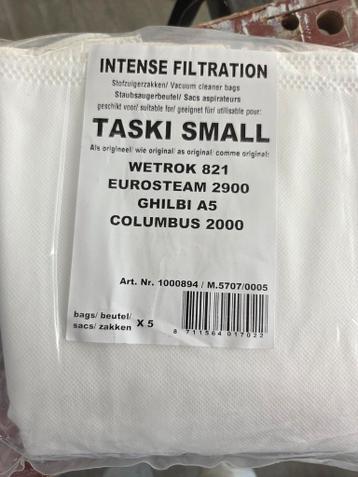 INTENSE FILTRATION
Stofzuigerzakken/ Vacuum cleaner bags
Staubsaugerbeutel/ Sacs aspirateurs
geschikt voor/ suitable for/ geeignet für/ utilisable pour:
TASKI SMALL
Als origineel/ wie original/ as original/ comme original:
WETROK 821
EUROSTEAM 2900
GHILBI A5
COLUMBUS 2000
Art. Nr. 1000894 / M.5707/0005
bags/ beutel/
sacs/ zakken X 5
8 711564 017022